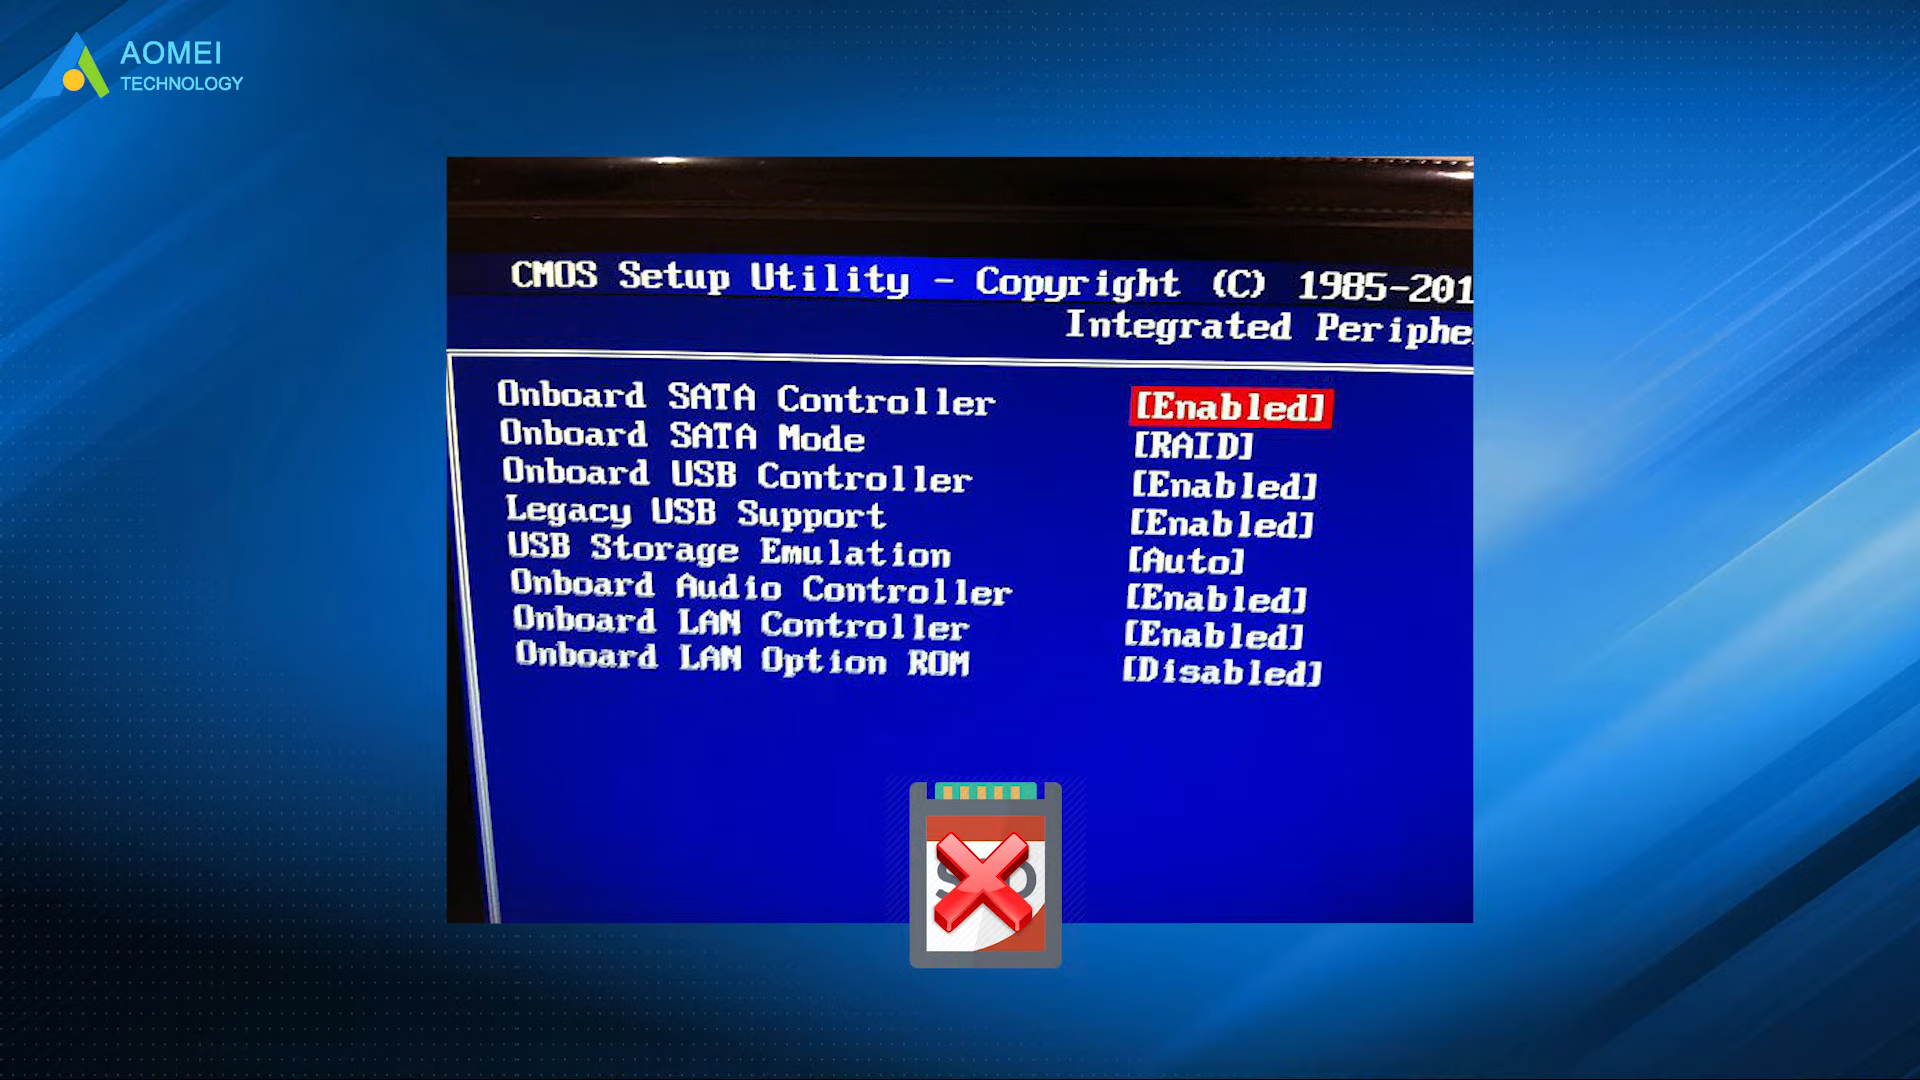 AOMEI
TECHNOLOGY
CMOS Setup Utility - Copyright (C) 1985-201
Integrated Periphe
Onboard SATA Controller [Enabled]
Onboard SATA Mode [RAID]
Onboard USB Controller [Enabled]
Legacy USB Support [Enabled]
USB Storage Emulation [Auto]
Onboard Audio Controller [Enabled]
Onboard LAN Controller [Enabled]
Onboard LAN Option ROM [Disabled]